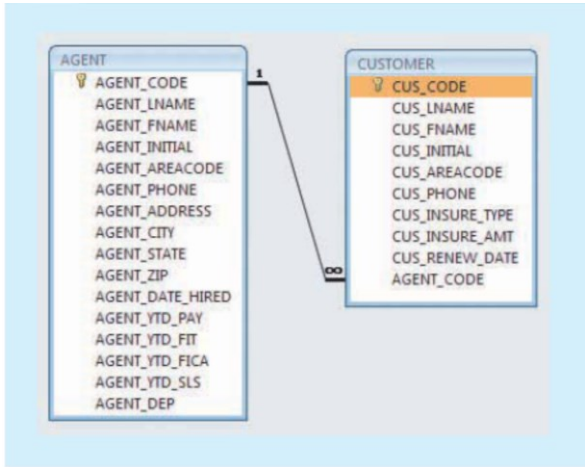 AGENT
AGENT_CODE
AGENT_LNAME
AGENT_FNAME
AGENT_INITIAL
AGENT_AREACODE
AGENT_PHONE
AGENT_ADDRESS
AGENT_CITY
AGENT_STATE
AGENT_ZIP
AGENT_DATE_HIRED
AGENT_YTD_PAY
AGENT_YTD_FIT
AGENT_YTD_FICA
AGENT_YTD_SLS
AGENT_DEP
1
∞
CUSTOMER
CUS_CODE
CUS_LNAME
CUS_FNAME
CUS_INITIAL
CUS_AREACODE
CUS_PHONE
CUS_INSURE_TYPE
CUS_INSURE_AMT
CUS_RENEW_DATE
AGENT_CODE